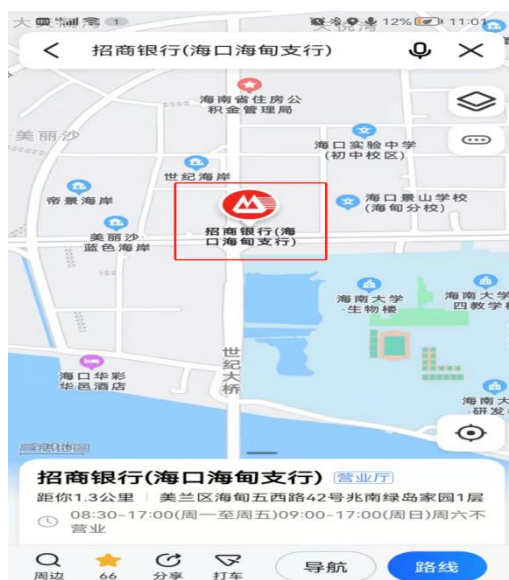 12% 11:01
招商银行(海口海甸支行)
海南省住房公
积金管理局
美丽沙
海口实验中学
(初中校区)
世纪海岸
帝景海岸
海口景山学校
(海甸分校)
招商银行(海
口海甸支行)
美丽沙
蓝色海岸
海南大学
生物楼
海南大学
四教学
世纪大桥
海口华彩
华邑酒店
海南大
研发
招商银行(海口海甸支行) 营业厅
距你1.3公里 美兰区海甸五西路42号兆南绿岛家园1层
08:30-17:00(周一至周五)09:00-17:00(周日)周六不
营业
周边 66 分享 打车 导航 路线